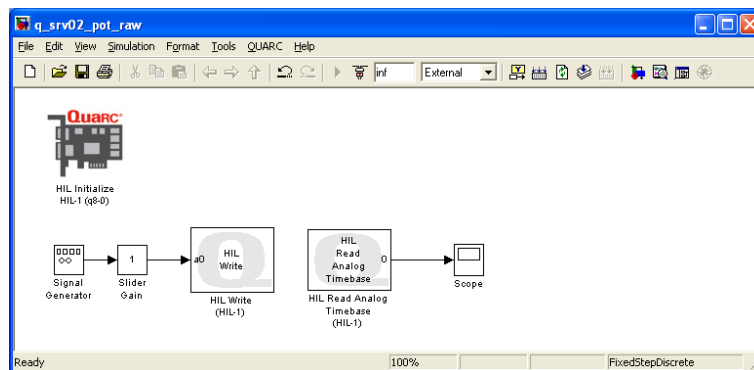 q_srv02_pot_raw
File Edit View Simulation Format Tools QUARC Help
inf External
QUARC
HIL Initialize
HIL-1 (q8-0)
1
a0
HIL
Write
HIL
Read
Analog
Timebase
0
Signal
Generator
Slider
Gain
HIL Write
(HIL-1)
HIL Read Analog
Timebase
(HIL-1)
Scope
Ready 100% FixedStepDiscrete